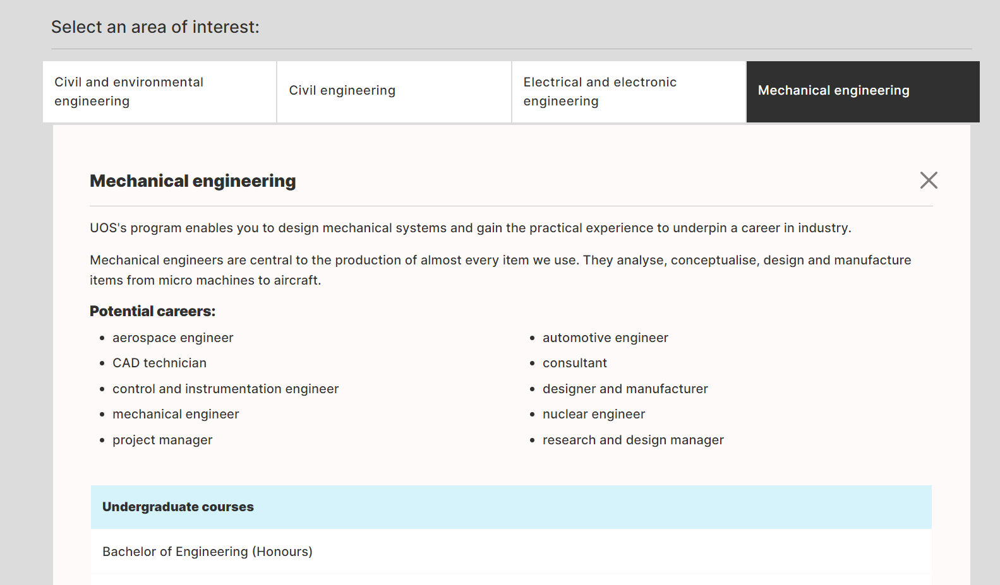 Select an area of interest:
Civil and environmental
engineering
Civil engineering
Electrical and electronic
engineering
Mechanical engineering
Mechanical engineering
UOS's program enables you to design mechanical systems and gain the practical experience to underpin a career in industry.
Mechanical engineers are central to the production of almost every item we use. They analyse, conceptualise, design and manufacture
items from micro machines to aircraft.
Potential careers:
• aerospace engineer
• CAD technician
• control and instrumentation engineer
• mechanical engineer
• project manager
• automotive engineer
• consultant
• designer and manufacturer
• nuclear engineer
• research and design manager
Undergraduate courses
Bachelor of Engineering (Honours)